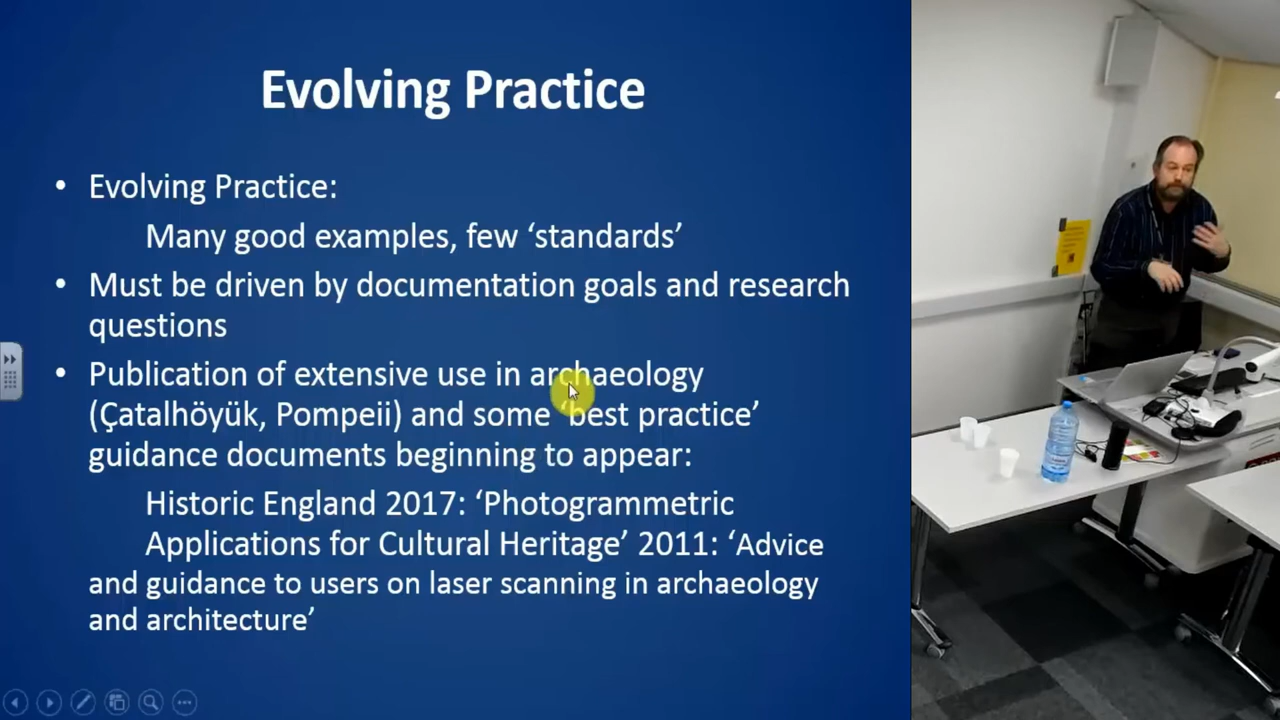 Evolving Practice
• Evolving Practice:
Many good examples, few ‘standards’
• Must be driven by documentation goals and research
questions
• Publication of extensive use in archaeology
(Çatalhöyük, Pompeii) and some ‘best practice’
guidance documents beginning to appear:
Historic England 2017: ‘Photogrammetric
Applications for Cultural Heritage’ 2011: ‘Advice
and guidance to users on laser scanning in archaeology
and architecture’